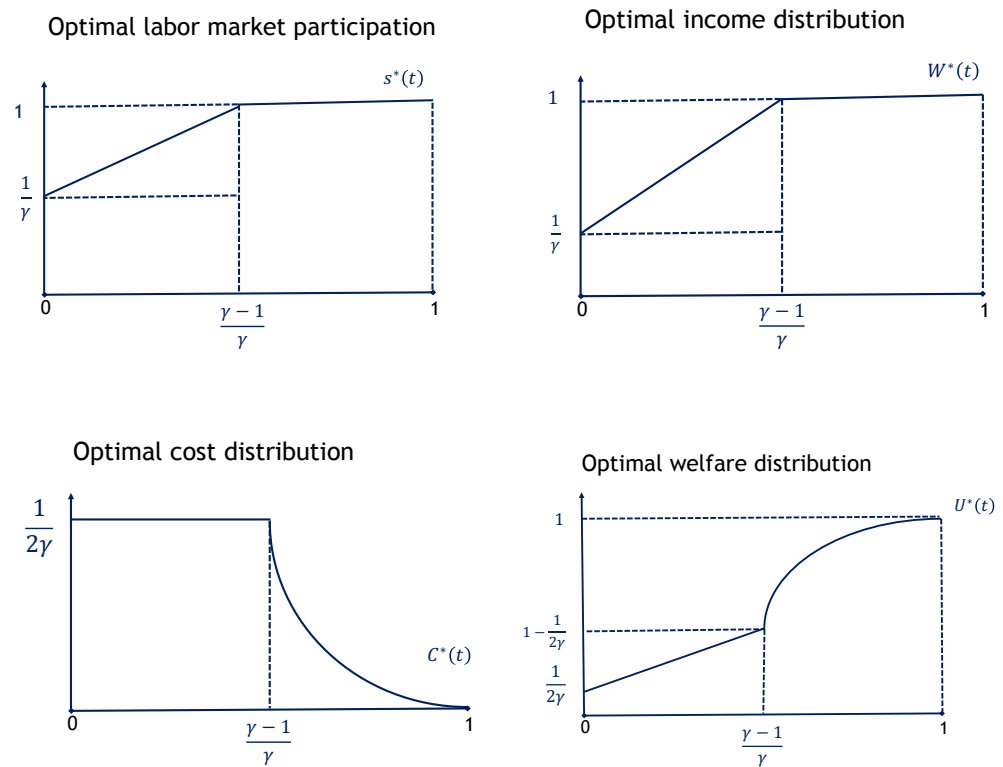 Optimal labor market participation
s*(t)
1
1/γ
0
(γ − 1)/γ
1
Optimal income distribution
W*(t)
1
1/γ
0
(γ − 1)/γ
1
Optimal cost distribution
1/2γ
C*(t)
0
(γ − 1)/γ
1
Optimal welfare distribution
U*(t)
1
1 − 1/2γ
1/2γ
0
(γ − 1)/γ
1